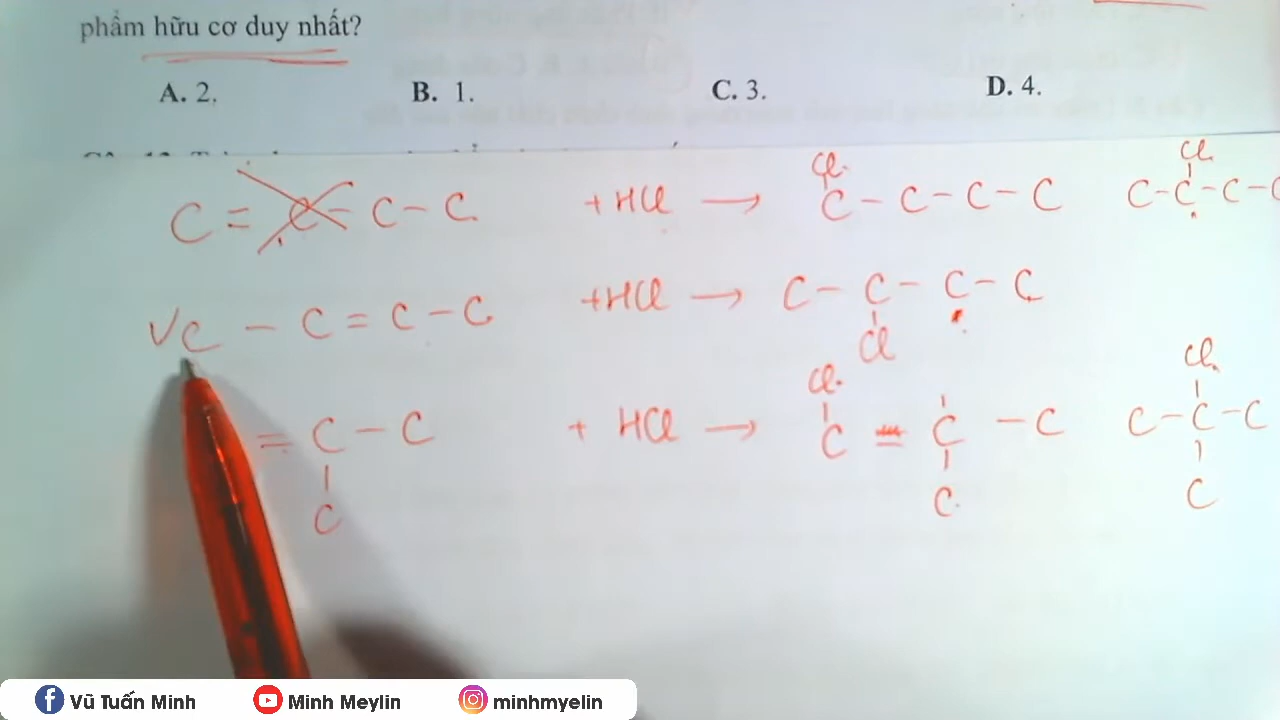 phẩm hữu cơ duy nhất?
A. 2. B. 1. C. 3. D. 4.
Cl Cl
C = C - C - C + HCl → C - C - C - C C - C - C - C
√C - C = C - C + HCl → C - C - C - C
Cl
Cl Cl
= C - C + HCl → C - C - C C - C - C
C C C
Vũ Tuấn Minh Minh Meylin minhmyelin